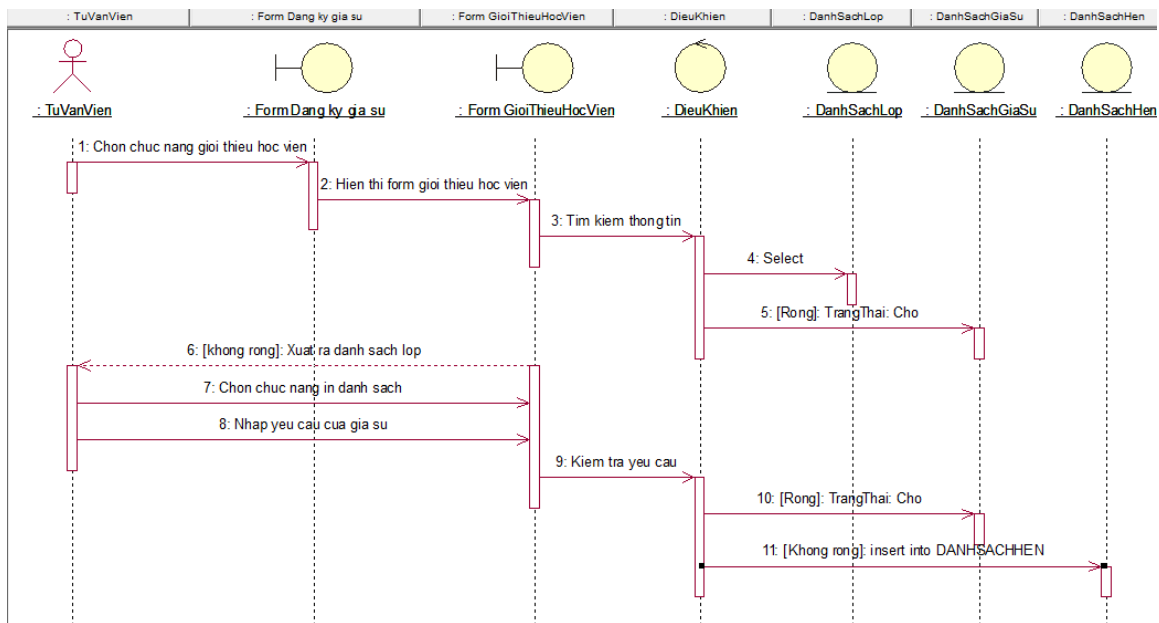 : TuVanVien
: Form Dang ky gia su
: Form GioiThieuHocVien
: DieuKhien
: DanhSachLop
: DanhSachGiaSu
: DanhSachHen
: TuVanVien
: Form Dang ky gia su
: Form GioiThieuHocVien
: DieuKhien
: DanhSachLop
: DanhSachGiaSu
: DanhSachHen
1: Chon chuc nang gioi thieu hoc vien
2: Hien thi form gioi thieu hoc vien
3: Tim kiem thong tin
4: Select
5: [Rong]: TrangThai: Cho
6: [khong rong]: Xuat ra danh sach lop
7: Chon chuc nang in danh sach
8: Nhap yeu cau cua gia su
9: Kiem tra yeu cau
10: [Rong]: TrangThai: Cho
11: [Khong rong]: insert into DANHSACHHEN